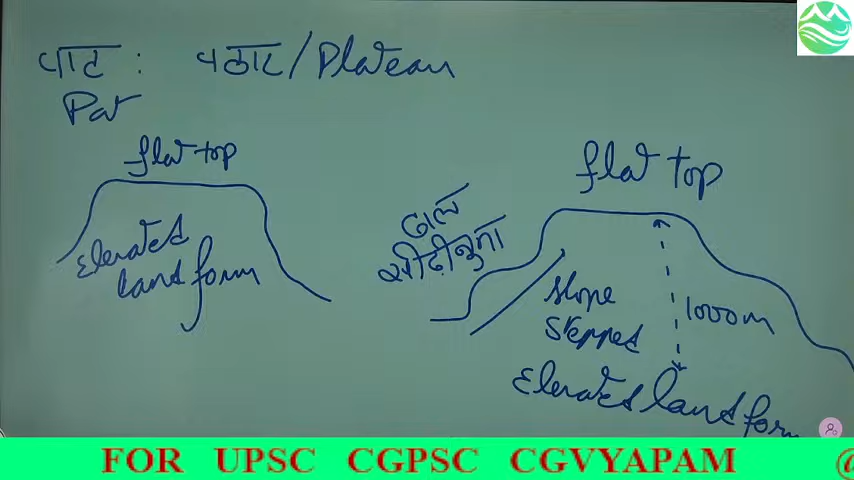 पाट : पठार/Plateau
Pat
flat top
Elevated
land form
flat top
ढाल
सीढ़ीनुमा
slope
stepped
1000m
Elevated land form
FOR UPSC CGPSC CGVYAPAM @